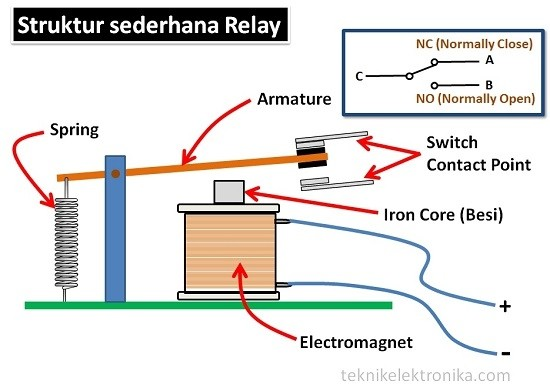 Struktur sederhana Relay
NC (Normally Close)
A
C
B
NO (Normally Open)
Armature
Spring
Switch
Contact Point
Iron Core (Besi)
+
Electromagnet
-
teknikelektronika.com